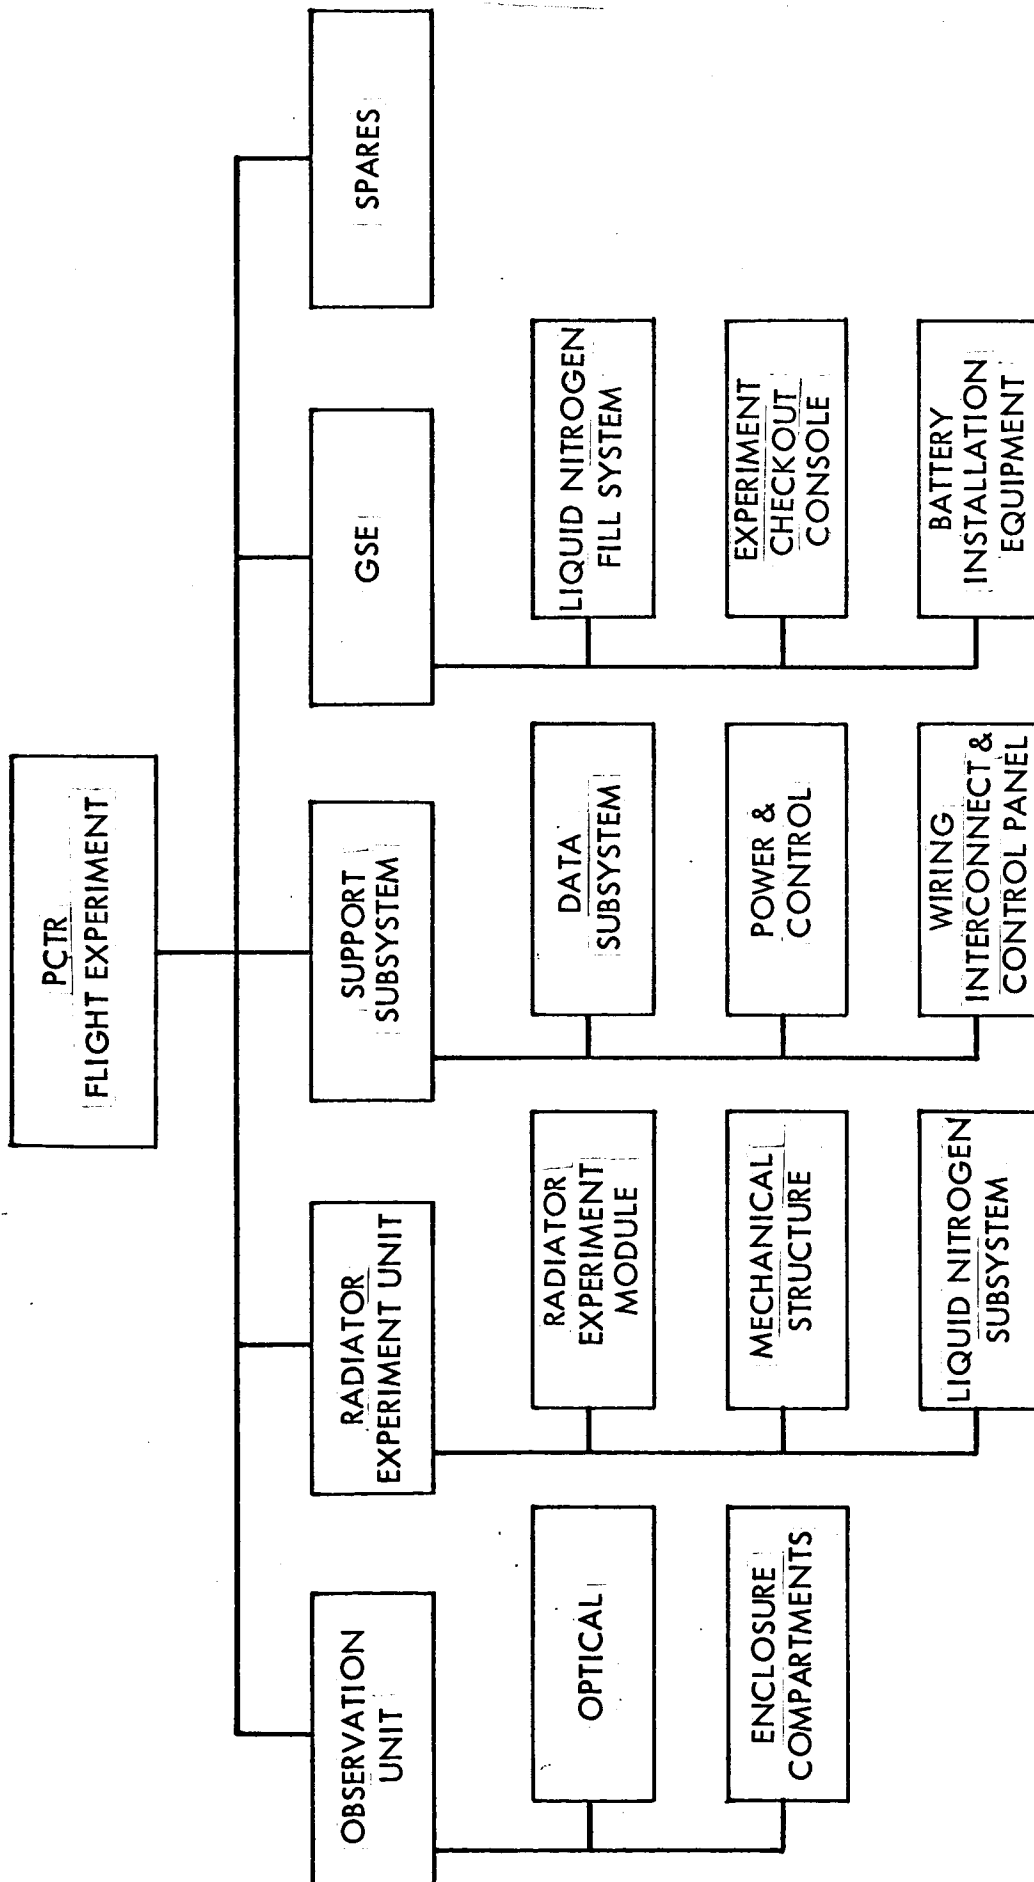 PCTR
FLIGHT EXPERIMENT
OBSERVATION
UNIT
RADIATOR
EXPERIMENT UNIT
SUPPORT
SUBSYSTEM
GSE
SPARES
OPTICAL
ENCLOSURE
COMPARTMENTS
RADIATOR
EXPERIMENT
MODULE
MECHANICAL
STRUCTURE
LIQUID NITROGEN
SUBSYSTEM
DATA
SUBSYSTEM
POWER &
CONTROL
WIRING
INTERCONNECT &
CONTROL PANEL
LIQUID NITROGEN
FILL SYSTEM
EXPERIMENT
CHECKOUT
CONSOLE
BATTERY
INSTALLATION
EQUIPMENT